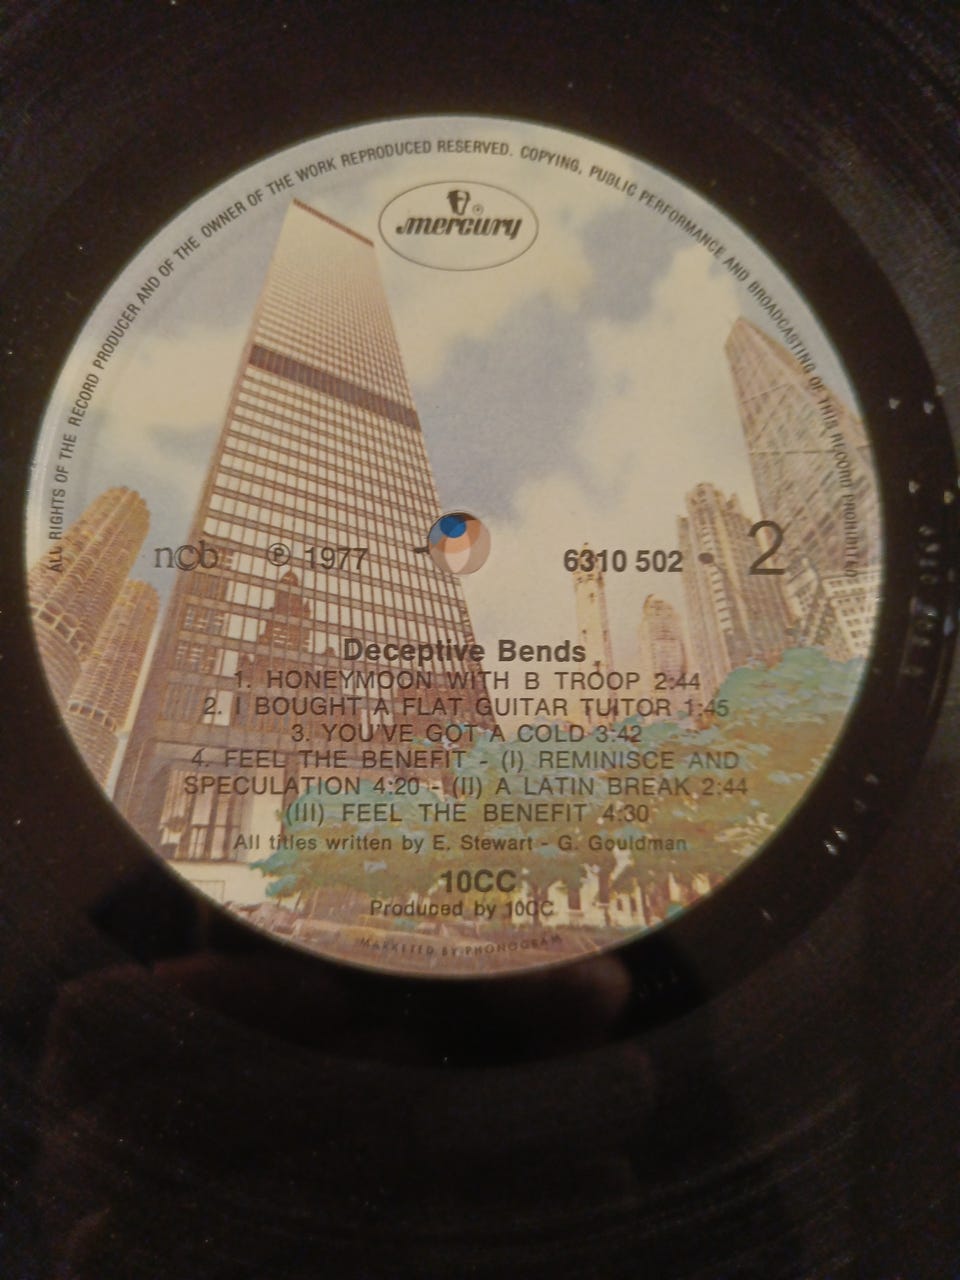 ALL RIGHTS OF THE RECORD PRODUCER AND OF THE OWNER OF THE WORK REPRODUCED RESERVED. COPYING, PUBLIC PERFORMANCE AND BROADCASTING OF THIS RECORD PROHIBITED
mercury ®
ncb ℗ 1977 6310 502 2
Deceptive Bends
1. HONEYMOON WITH B TROOP 2:44
2. I BOUGHT A FLAT GUITAR TUITOR 1:45
3. YOU'VE GOT A COLD 3:42
4. FEEL THE BENEFIT - (I) REMINISCE AND
SPECULATION 4:20 - (II) A LATIN BREAK 2:44
(III) FEEL THE BENEFIT 4:30
All titles written by E. Stewart - G. Gouldman
10CC
Produced by 10CC
MARKETED BY PHONOGRAM